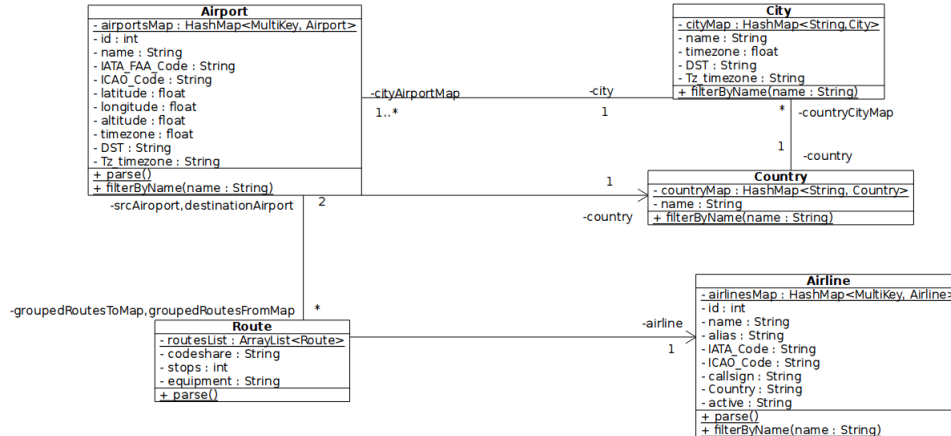 Airport
- airportsMap : HashMap<MultiKey, Airport>
- id : int
- name : String
- IATA_FAA_Code : String
- ICAO_Code : String
- latitude : float
- longitude : float
- altitude : float
- timezone : float
- DST : String
- Tz_timezone : String
+ parse()
+ filterByName(name : String)
City
- cityMap : HashMap<String,City>
- name : String
- timezone : float
- DST : String
- Tz_timezone : String
+ filterByName(name : String)
-cityAirportMap
1..*
-city
1
*
-countryCityMap
1
-country
Country
- countryMap : HashMap<String, Country>
- name : String
+ filterByName(name : String)
1
-country
2
-srcAiroport,destinationAirport
-groupedRoutesToMap,groupedRoutesFromMap
*
Route
- routesList : ArrayList<Route>
- codeshare : String
- stops : int
- equipment : String
+ parse()
-airline
1
Airline
- airlinesMap : HashMap<MultiKey, Airline>
- id : int
- name : String
- alias : String
- IATA_Code : String
- ICAO_Code : String
- callsign : String
- Country : String
- active : String
+ parse()
+ filterByName(name : String)